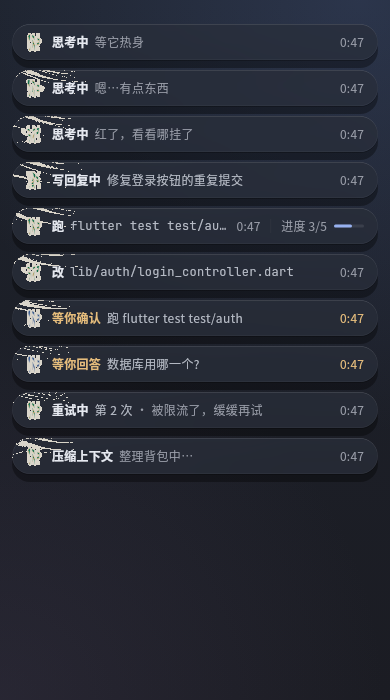 思考中 等它热身 0:47
思考中 嗯…有点东西 0:47
思考中 红了，看看哪挂了 0:47
写回复中 修复登录按钮的重复提交 0:47
跑 flutter test test/au… 0:47 进度 3/5
改 lib/auth/login_controller.dart 0:47
等你确认 跑 flutter test test/auth 0:47
等你回答 数据库用哪一个? 0:47
重试中 第 2 次 · 被限流了，缓缓再试 0:47
压缩上下文 整理背包中… 0:47